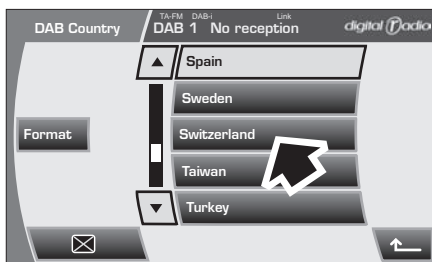 TA-FM DAB-i Link
DAB Country DAB 1 No reception digital radio
Spain
Sweden
Format Switzerland
Taiwan
Turkey